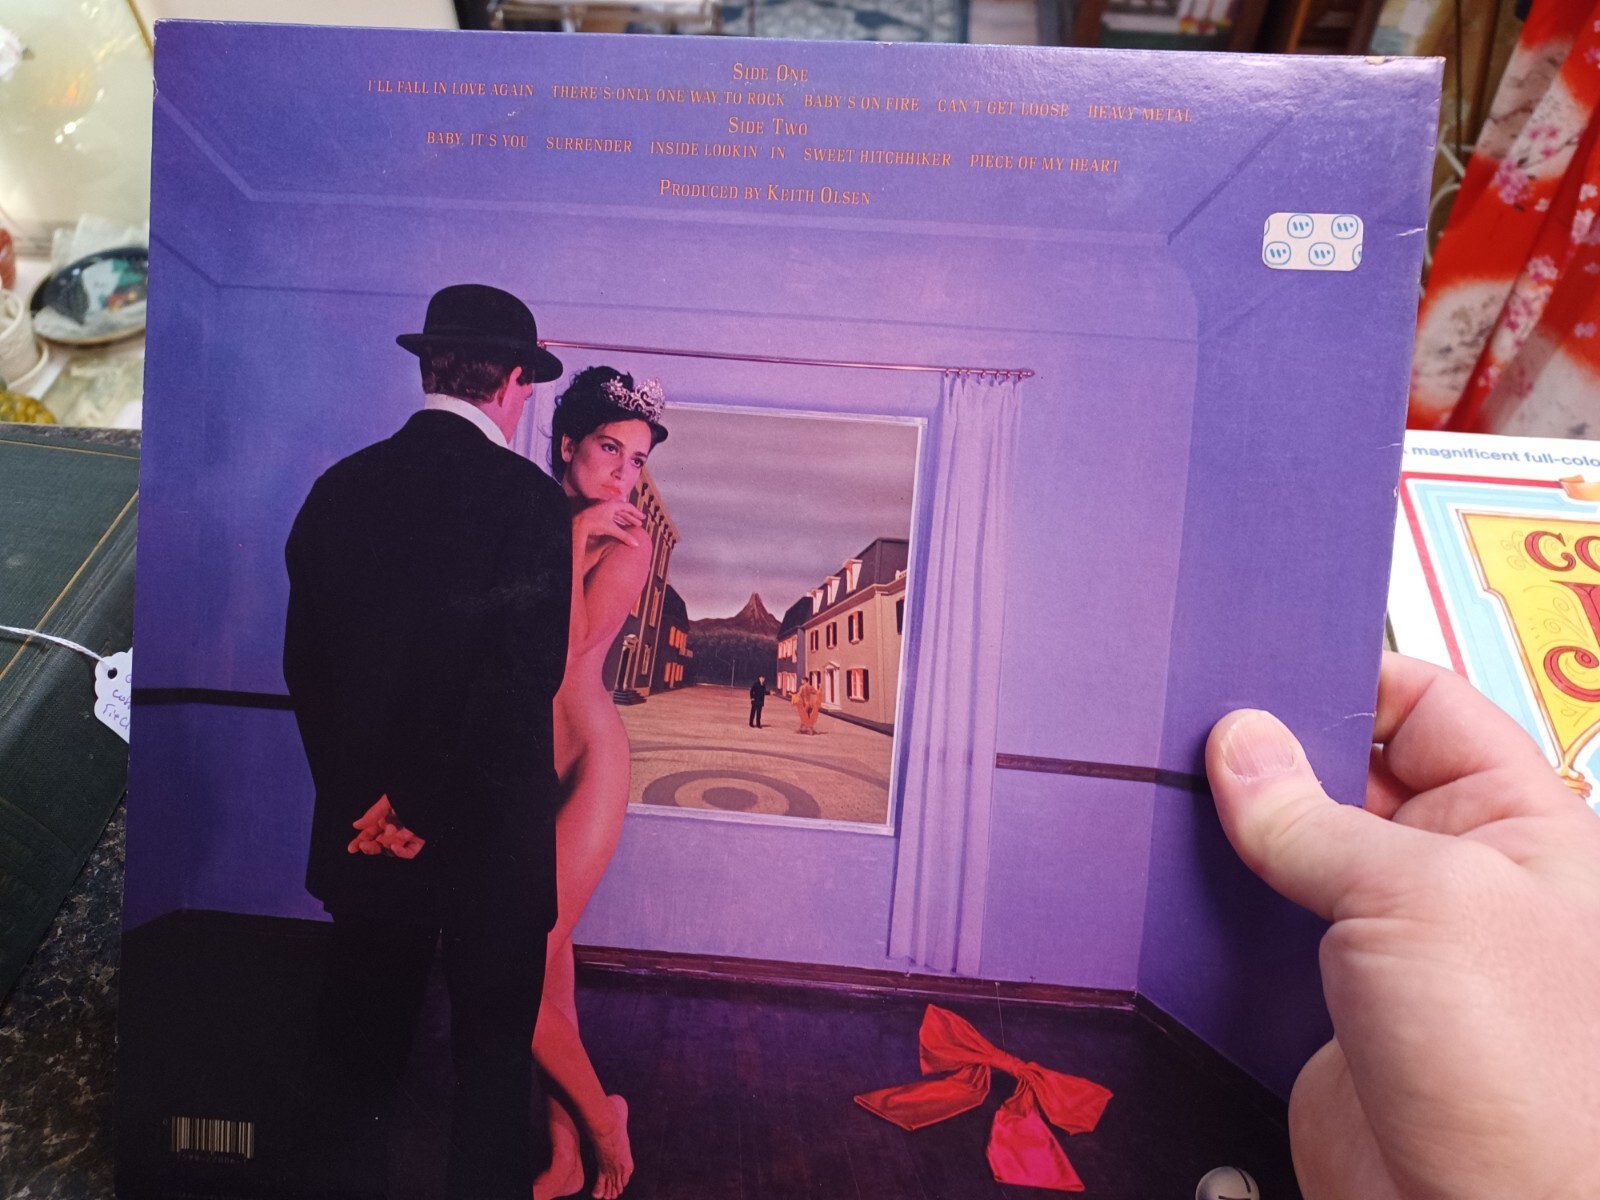 SIDE ONE
I'LL FALL IN LOVE AGAIN THERE'S ONLY ONE WAY TO ROCK BABY'S ON FIRE CAN'T GET LOOSE HEAVY METAL
SIDE TWO
BABY, IT'S YOU SURRENDER INSIDE LOOKIN' IN SWEET HITCHHIKER PIECE OF MY HEART
PRODUCED BY KEITH OLSEN
magnificent full-colo